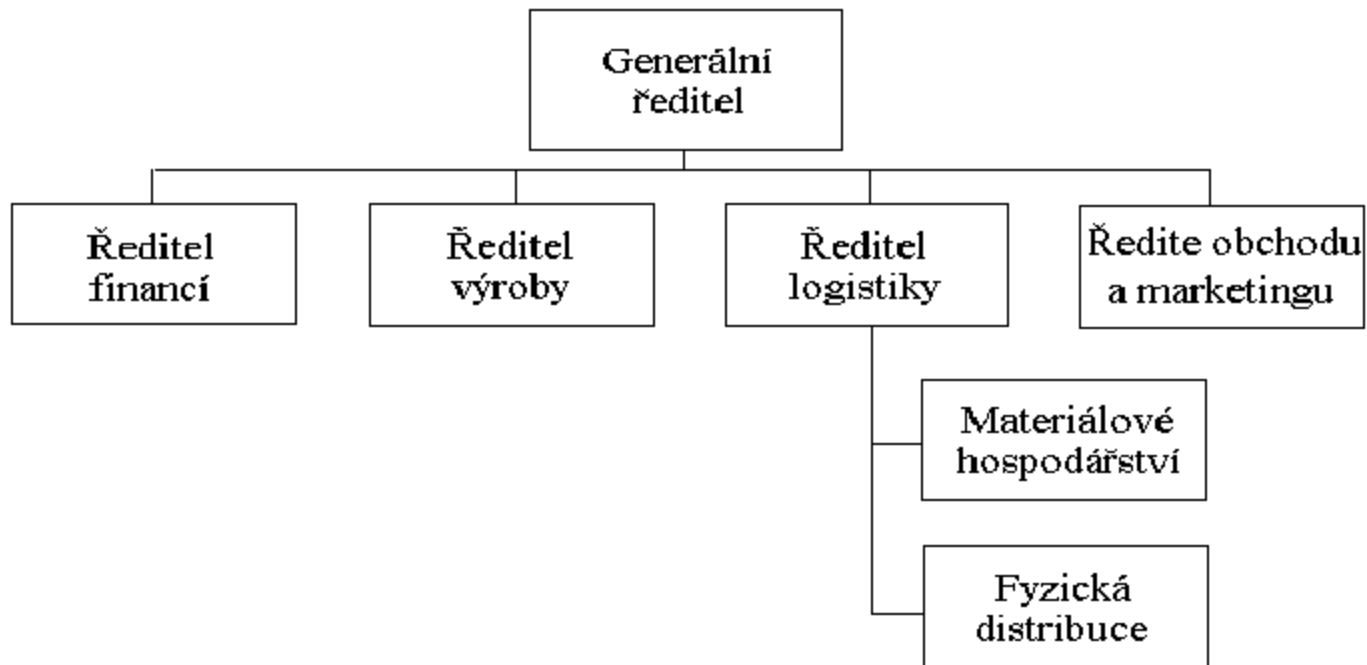 Generální
ředitel
Ředitel
financí
Ředitel
výroby
Ředitel
logistiky
Ředite obchodu
a marketingu
Materiálové
hospodářství
Fyzická
distribuce